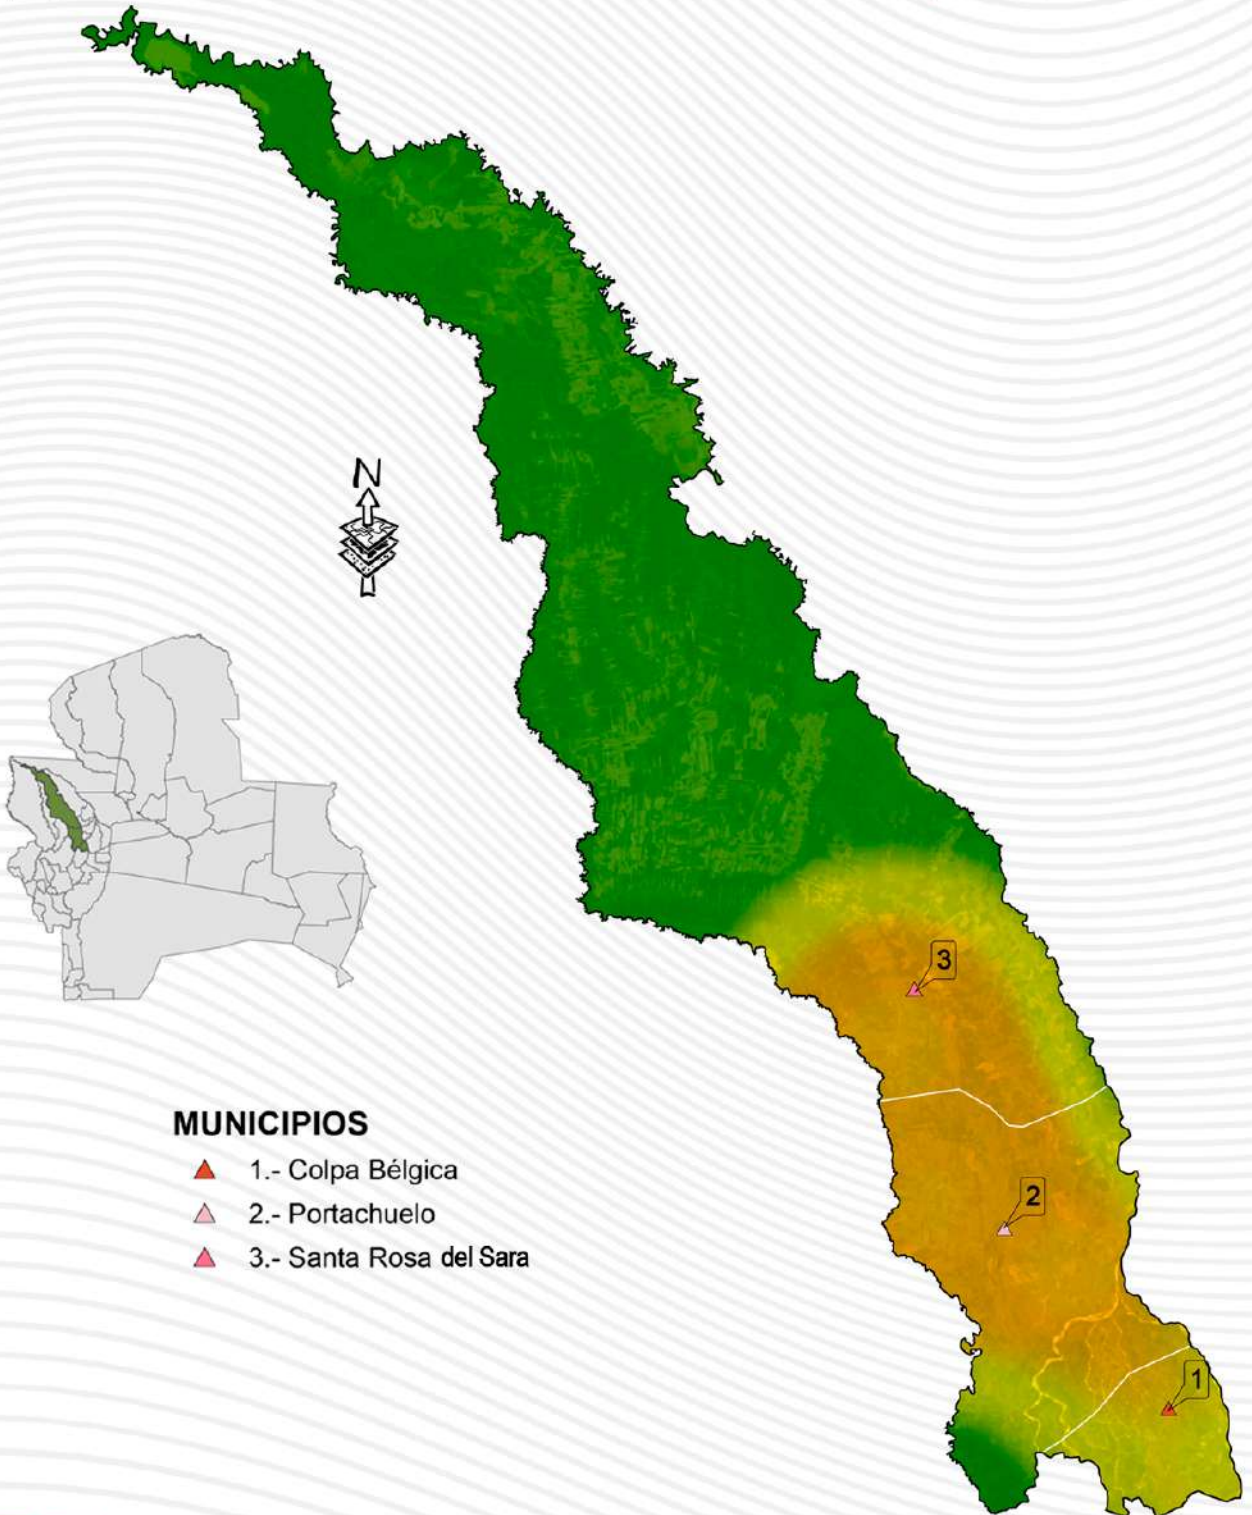 N
3
MUNICIPIOS
1.- Colpa Bélgica
2.- Portachuelo
3.- Santa Rosa del Sara
2
1